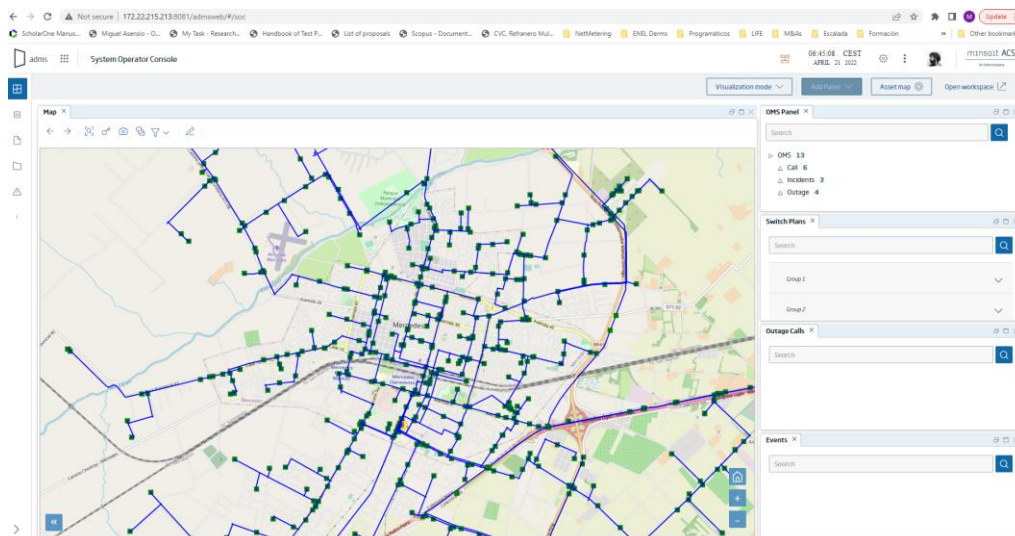 Not secure | 172.22.215.213:8081/admsweb/#/soc
Update
ScholarOne Manus...
Miguel Asensio - O...
My Task - Research...
Handbook of Test P...
List of proposals
Scopus - Document...
CVC. Refranero Mul...
NetMetering
ENEL Derms
Programáticos
LIFE
M&As
Escalada
Formación
Other bookmark
adms
System Operator Console
06:45:08 CEST
APRIL 21 2022
minsait ACS
Visualization mode
Add Panel
Asset map
Open workspace
Map
OMS Panel
Search
OMS 13
Call 6
Incidents 3
Outage 4
Switch Plans
Search
Group 1
Group 2
Outage Calls
Search
Events
Search
Mercedes